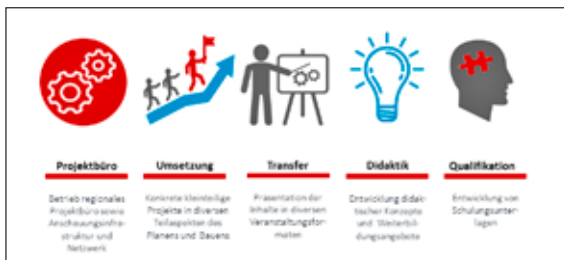 Projektbüro
Betrieb regionales
Projektbüro sowie
Anschauungsinfra-
struktur und
Netzwerk
Umsetzung
Konkrete kleinteilige
Projekte in diversen
Teilaspekten des
Planens und Bauens
Transfer
Präsentation der
Inhalte in diversen
Veranstaltungsfor-
maten
Didaktik
Entwicklung didak-
tischer Konzepte
und Weiterbil-
dungsangebote
Qualifikation
Entwicklung von
Schulungsunter-
lagen